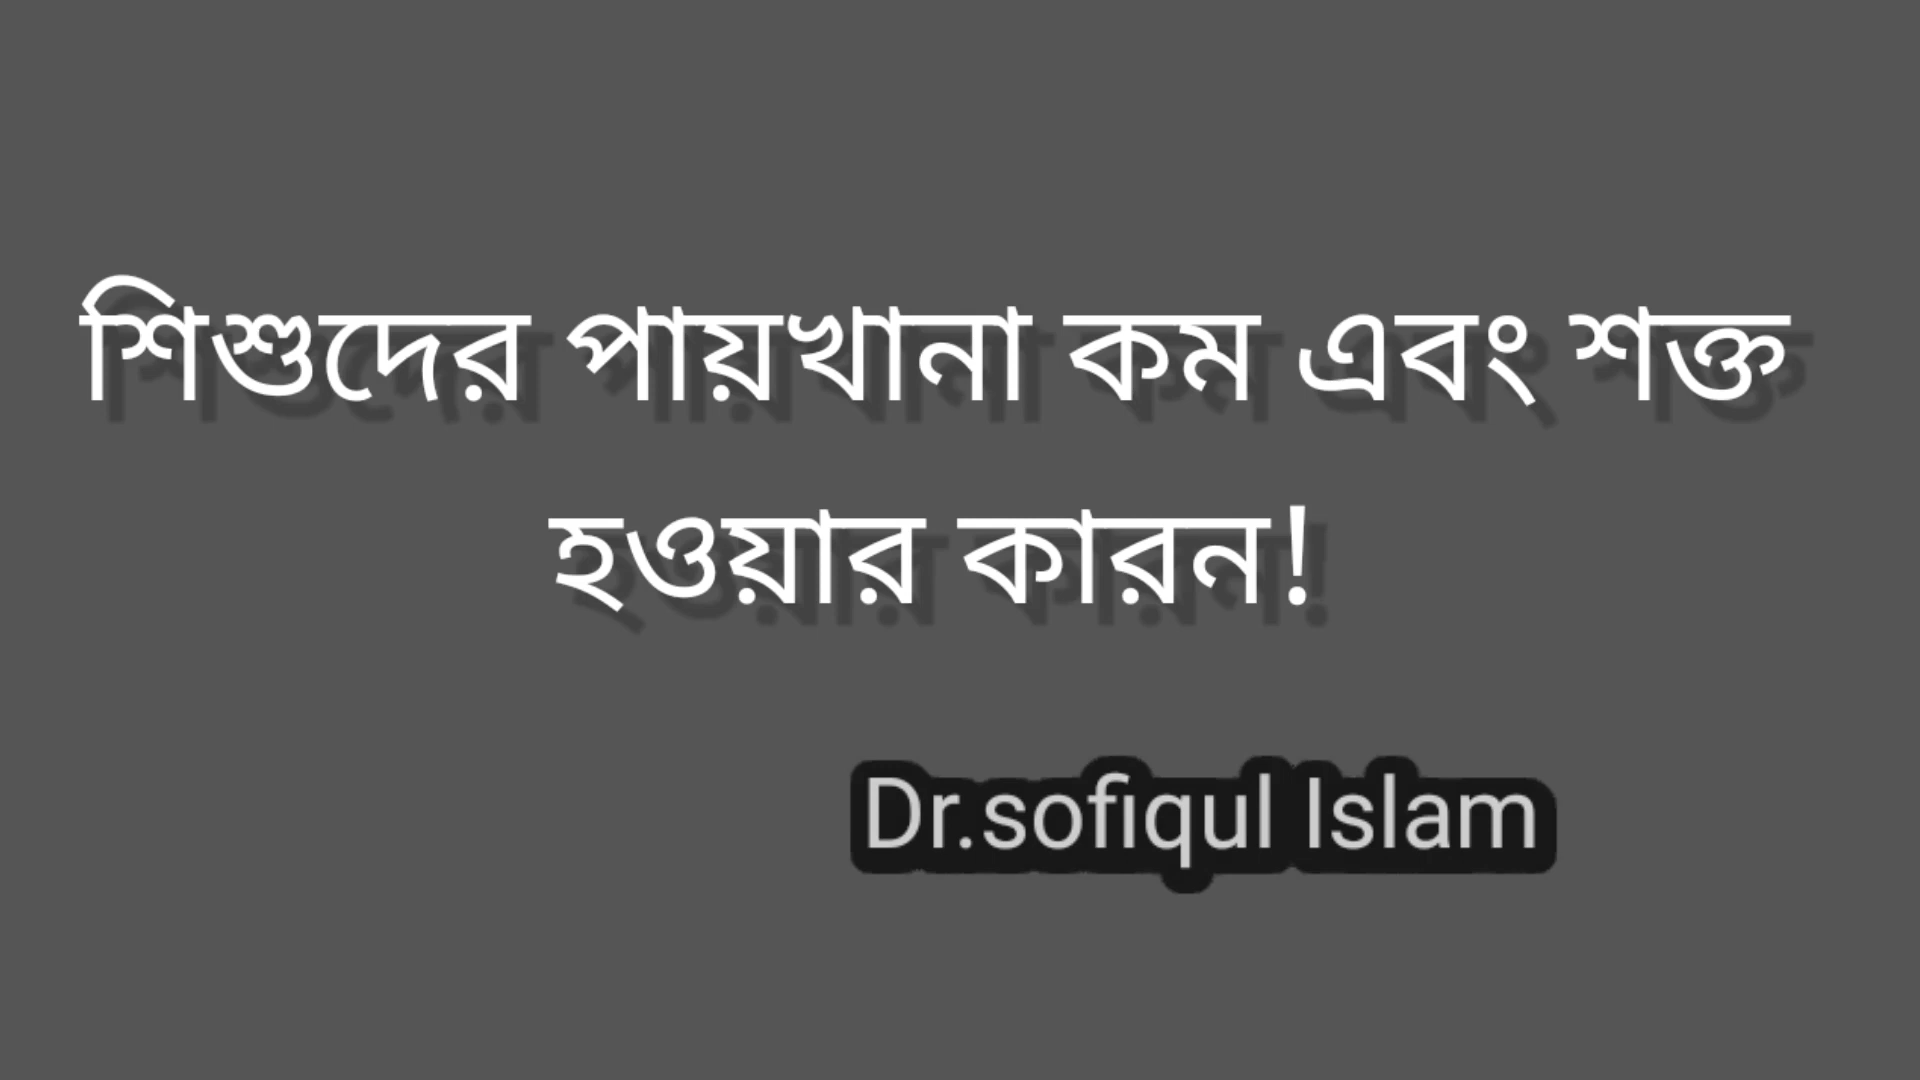 শিশুদের পায়খানা কম এবং শক্ত
হওয়ার কারন!
Dr.sofiqul Islam